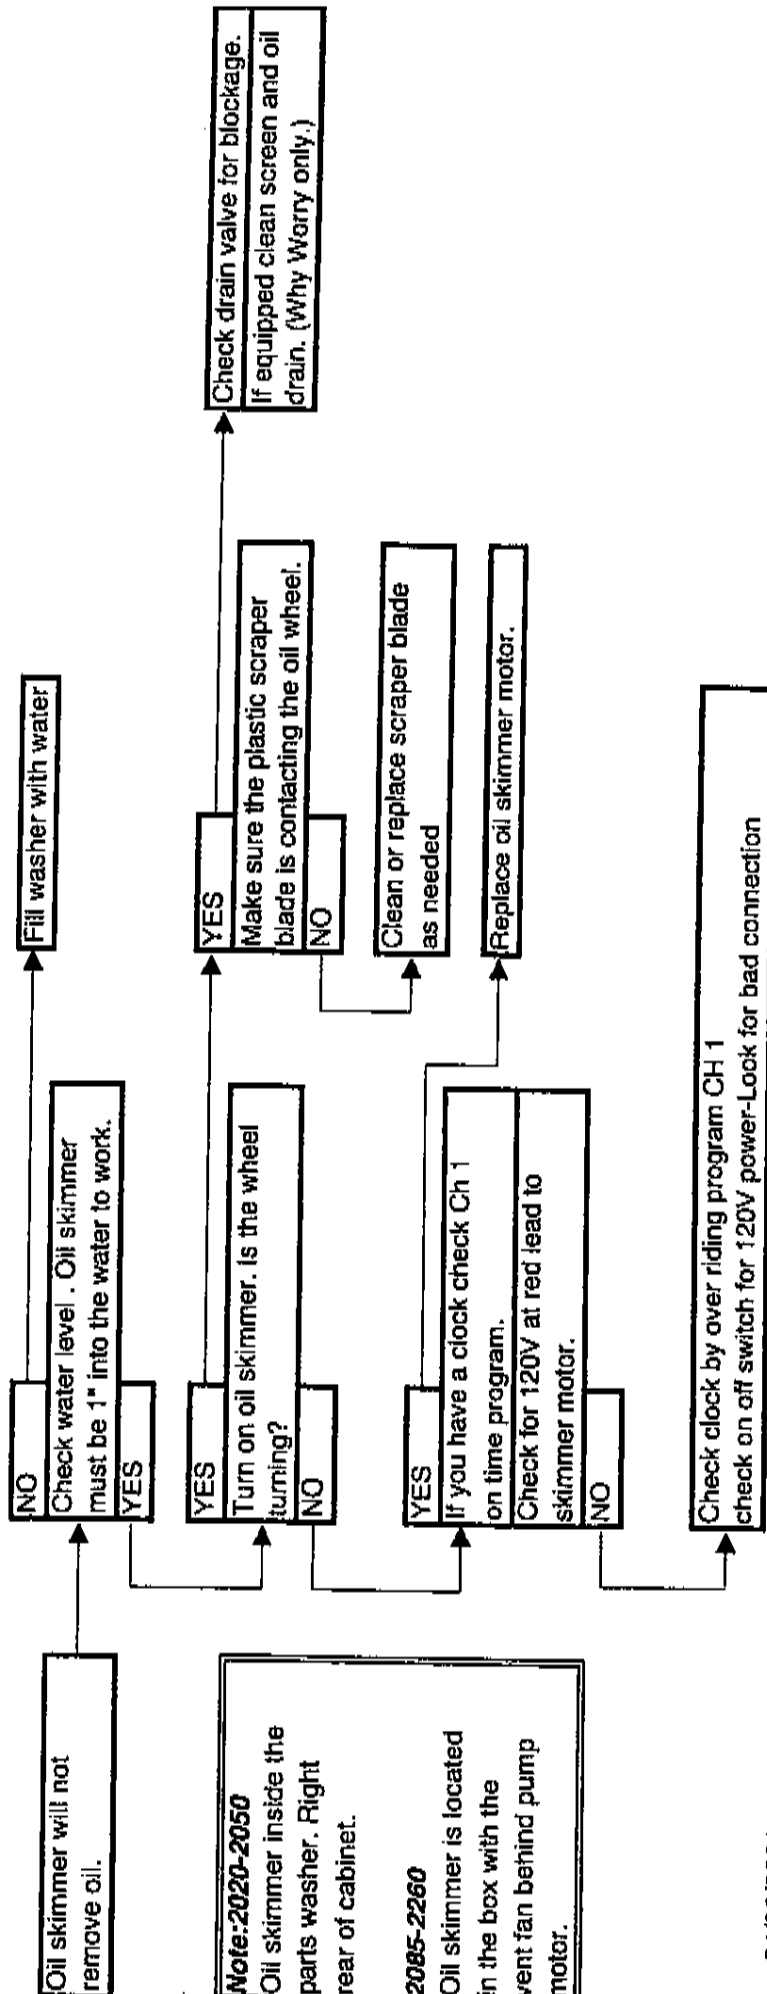 Oil skimmer will not
remove oil.
NO
Check water level . Oil skimmer
must be 1" into the water to work.
YES
Fill washer with water
YES
Turn on oil skimmer. is the wheel
turning?
NO
YES
Make sure the plastic scraper
blade is contacting the oil wheel.
NO
Check drain valve for blockage.
If equipped clean screen and oil
drain. (Why Worry only.)
Clean or replace scraper blade
as needed
YES
If you have a clock check Ch 1
on time program.
Check for 120V at red lead to
skimmer motor.
NO
Replace oil skimmer motor.
Check clock by over riding program CH 1
check on off switch for 120V power-Look for bad connection
Note:2020-2050
Oil skimmer inside the
parts washer. Right
rear of cabinet.
2085-2260
Oil skimmer is located
in the box with the
vent fan behind pump
motor.